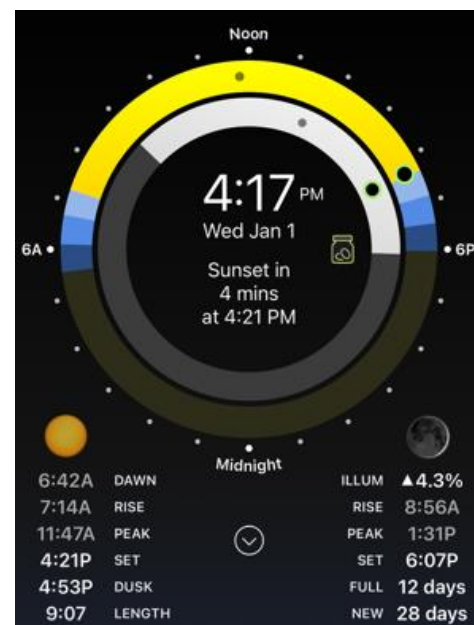 Noon
4:17 PM
Wed Jan 1
6A
6P
Sunset in
4 mins
at 4:21 PM
Midnight
6:42A DAWN
7:14A RISE
11:47A PEAK
4:21P SET
4:53P DUSK
9:07 LENGTH
ILLUM ▲4.3%
RISE 8:56A
PEAK 1:31P
SET 6:07P
FULL 12 days
NEW 28 days